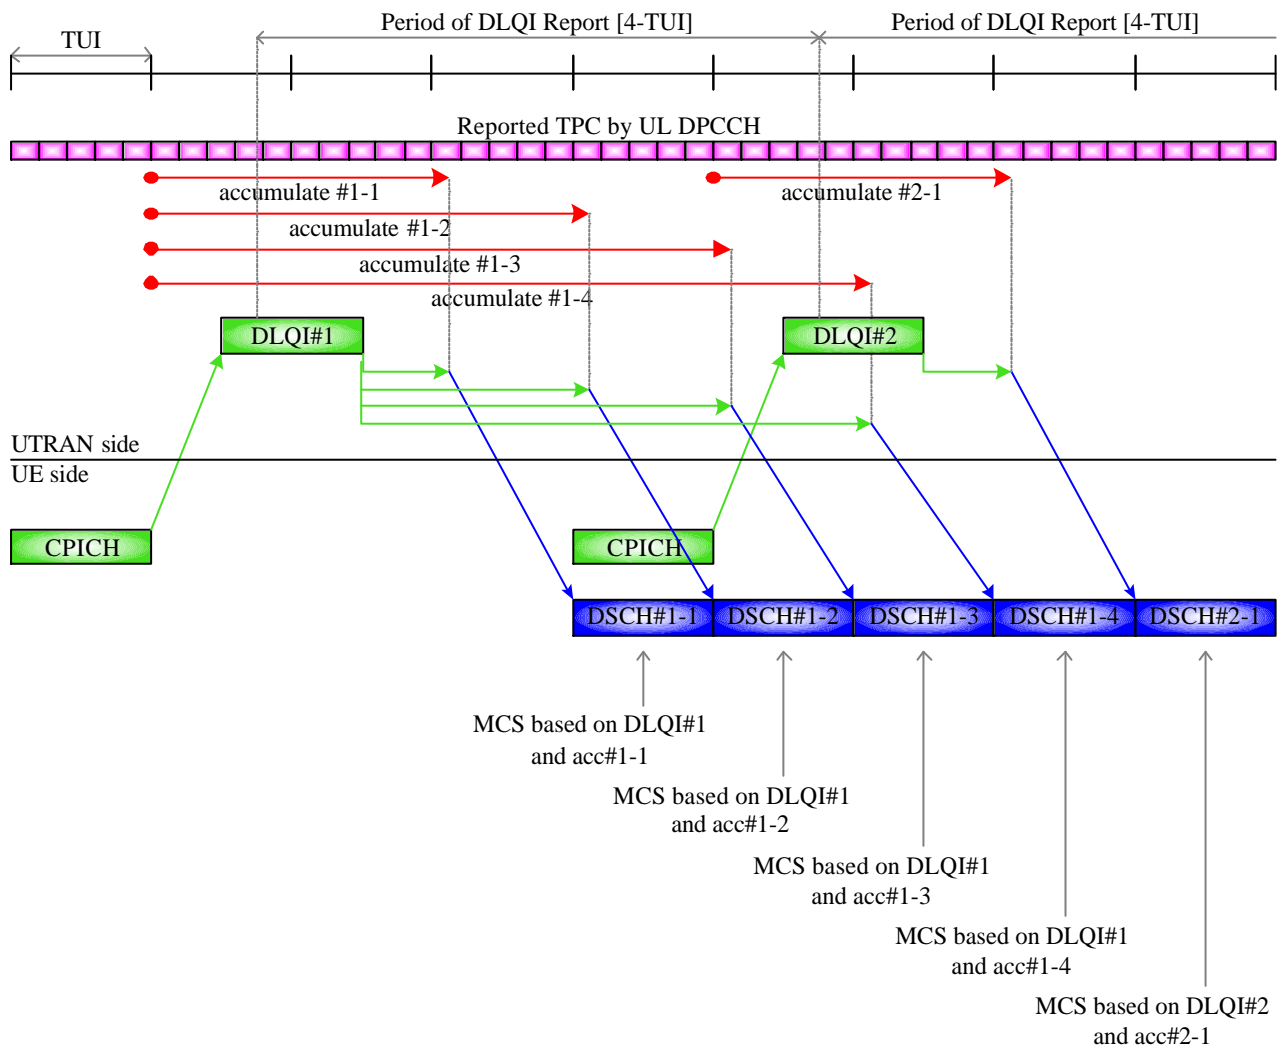 Period of DLQI Report [4-TUI]
Period of DLQI Report [4-TUI]
TUI
Reported TPC by UL DPCCH
accumulate #1-1
accumulate #2-1
accumulate #1-2
accumulate #1-3
accumulate #1-4
DLQI#1
DLQI#2
UTRAN side
UE side
CPICH
CPICH
DSCH#1-1
DSCH#1-2
DSCH#1-3
DSCH#1-4
DSCH#2-1
MCS based on DLQI#1
and acc#1-1
MCS based on DLQI#1
and acc#1-2
MCS based on DLQI#1
and acc#1-3
MCS based on DLQI#1
and acc#1-4
MCS based on DLQI#2
and acc#2-1